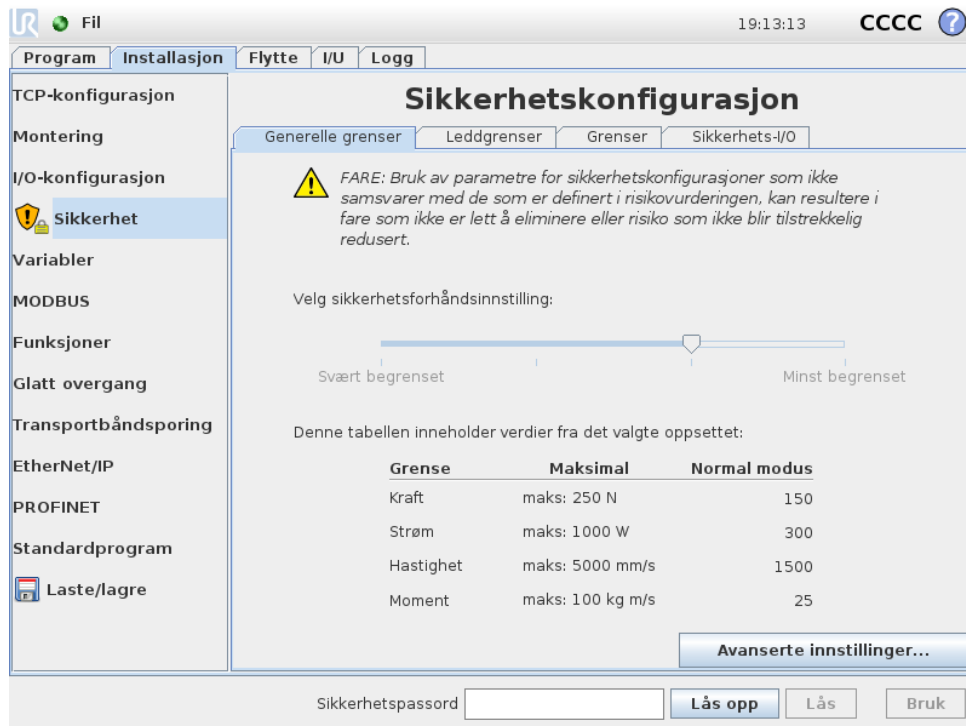 UR Fil 19:13:13 CCCC ?
Program Installasjon Flytte I/U Logg
TCP-konfigurasjon
Montering
I/O-konfigurasjon
Sikkerhet
Variabler
MODBUS
Funksjoner
Glatt overgang
Transportbåndsporing
EtherNet/IP
PROFINET
Standardprogram
Laste/lagre
Sikkerhetskonfigurasjon
Generelle grenser Leddgrenser Grenser Sikkerhets-I/O
FARE: Bruk av parametre for sikkerhetskonfigurasjoner som ikke
samsvarer med de som er definert i risikovurderingen, kan resultere i
fare som ikke er lett å eliminere eller risiko som ikke blir tilstrekkelig
redusert.
Velg sikkerhetsforhåndsinnstilling:
Svært begrenset Minst begrenset
Denne tabellen inneholder verdier fra det valgte oppsettet:
Grense Maksimal Normal modus
Kraft maks: 250 N 150
Strøm maks: 1000 W 300
Hastighet maks: 5000 mm/s 1500
Moment maks: 100 kg m/s 25
Avanserte innstillinger...
Sikkerhetspassord Lås opp Lås Bruk